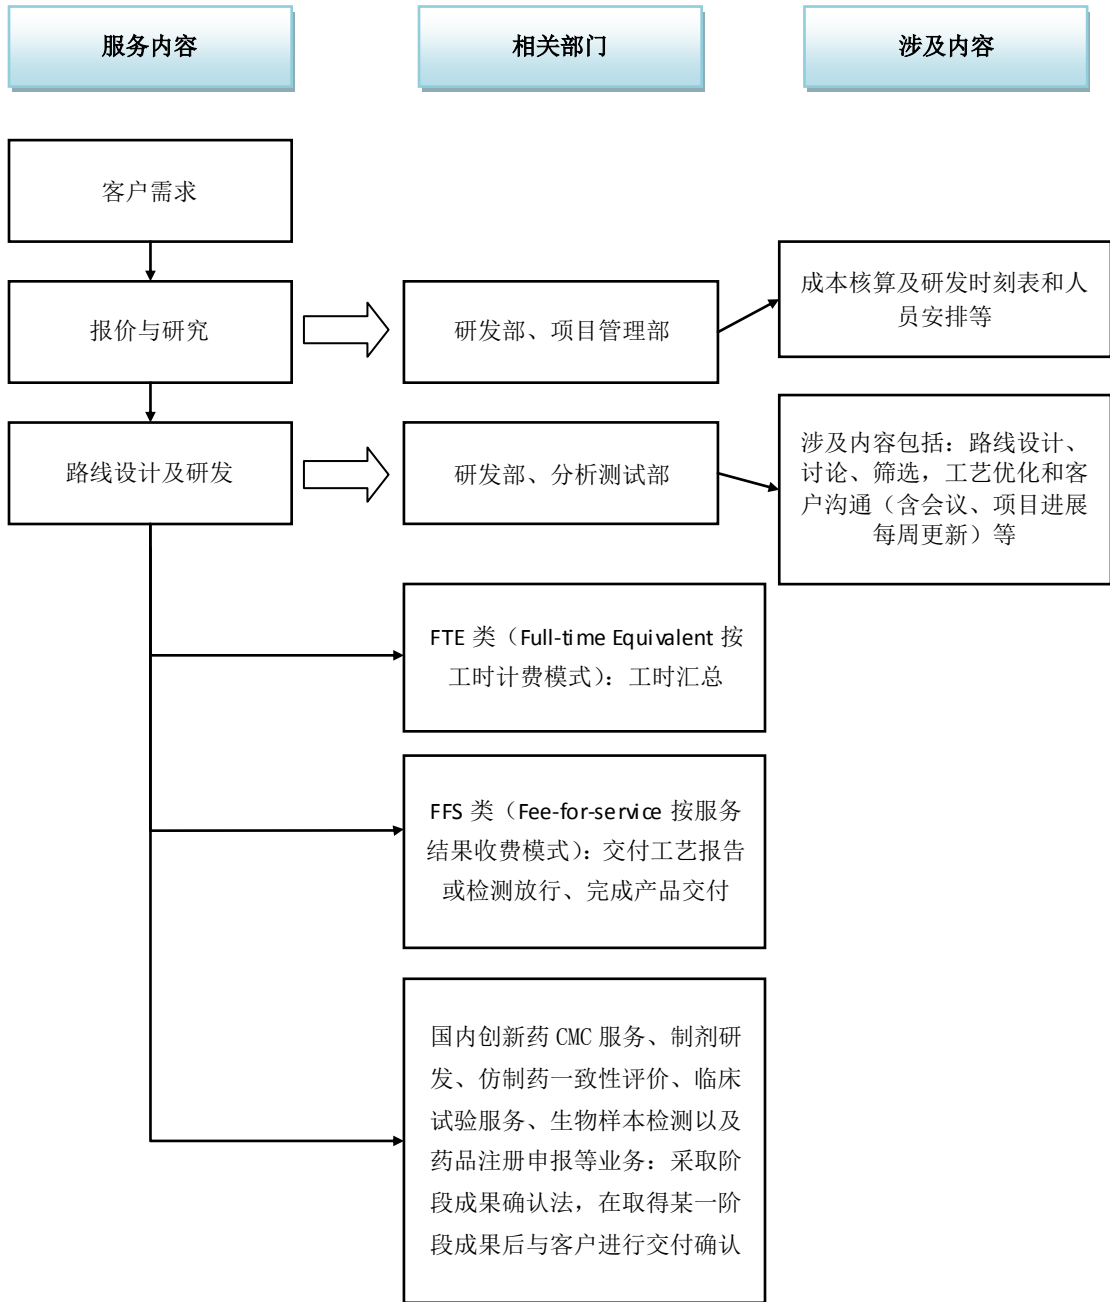 服务内容
相关部门
涉及内容
客户需求
报价与研究
研发部、项目管理部
成本核算及研发时刻表和人
员安排等
路线设计及研发
研发部、分析测试部
涉及内容包括：路线设计、
讨论、筛选，工艺优化和客
户沟通（含会议、项目进展
每周更新）等
FTE 类（Full-time Equivalent 按
工时计费模式）：工时汇总
FFS 类（Fee-for-service 按服务
结果收费模式）：交付工艺报告
或检测放行、完成产品交付
国内创新药 CMC 服务、制剂研
发、仿制药一致性评价、临床
试验服务、生物样本检测以及
药品注册申报等业务：采取阶
段成果确认法，在取得某一阶
段成果后与客户进行交付确认